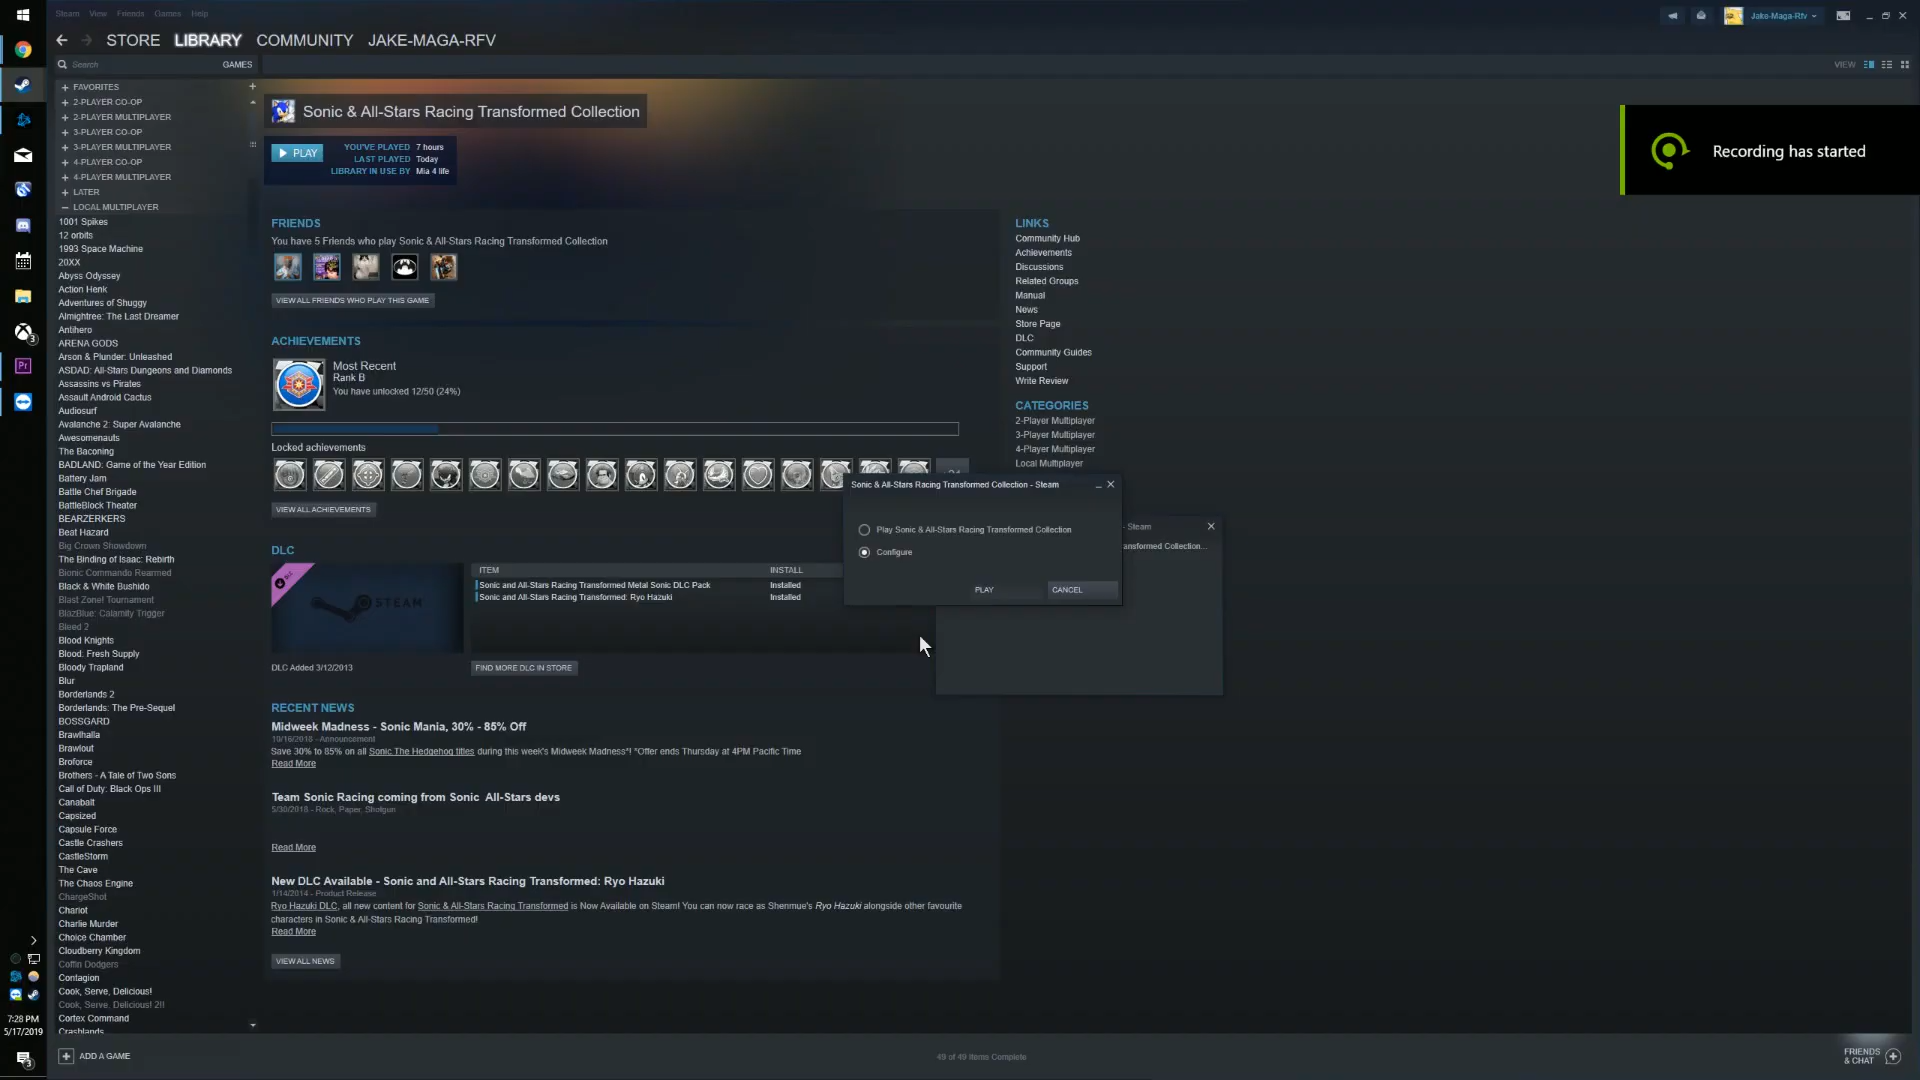 Steam View Friends Games Help
Jake-Maga-Rfv
STORE LIBRARY COMMUNITY JAKE-MAGA-RFV
Search GAMES
VIEW
FAVORITES
2-PLAYER CO-OP
2-PLAYER MULTIPLAYER
3-PLAYER CO-OP
3-PLAYER MULTIPLAYER
4-PLAYER CO-OP
4-PLAYER MULTIPLAYER
LATER
LOCAL MULTIPLAYER
1001 Spikes
12 orbits
1993 Space Machine
20XX
Abyss Odyssey
Action Henk
Adventures of Shuggy
Almightree: The Last Dreamer
Antihero
ARENA GODS
Arson & Plunder: Unleashed
ASDAD: All-Stars Dungeons and Diamonds
Assassins vs Pirates
Assault Android Cactus
Audiosurf
Avalanche 2: Super Avalanche
Awesomenauts
The Baconing
BADLAND: Game of the Year Edition
Battery Jam
Battle Chef Brigade
BattleBlock Theater
BEARZERKERS
Beat Hazard
Big Crown Showdown
The Binding of Isaac: Rebirth
Bionic Commando Rearmed
Black & White Bushido
Blast Zone! Tournament
BlazBlue: Calamity Trigger
Bleed 2
Blood Knights
Blood: Fresh Supply
Bloody Trapland
Blur
Borderlands 2
Borderlands: The Pre-Sequel
BOSSGARD
Brawlhalla
Brawlout
Broforce
Brothers - A Tale of Two Sons
Call of Duty: Black Ops III
Canabalt
Capsized
Capsule Force
Castle Crashers
CastleStorm
The Cave
The Chaos Engine
ChargeShot
Chariot
Charlie Murder
Choice Chamber
Cloudberry Kingdom
Coffin Dodgers
Contagion
Cook, Serve, Delicious!
Cook, Serve, Delicious! 2!!
Cortex Command
Crashlands
Sonic & All-Stars Racing Transformed Collection
PLAY
YOU'VE PLAYED 7 hours
LAST PLAYED Today
LIBRARY IN USE BY Mia 4 life
FRIENDS
You have 5 Friends who play Sonic & All-Stars Racing Transformed Collection
VIEW ALL FRIENDS WHO PLAY THIS GAME
ACHIEVEMENTS
Most Recent
Rank B
You have unlocked 12/50 (24%)
Locked achievements
VIEW ALL ACHIEVEMENTS
DLC
DLC
STEAM
ITEM INSTALL
Sonic and All-Stars Racing Transformed Metal Sonic DLC Pack Installed
Sonic and All-Stars Racing Transformed: Ryo Hazuki Installed
DLC Added 3/12/2013
FIND MORE DLC IN STORE
RECENT NEWS
Midweek Madness - Sonic Mania, 30% - 85% Off
10/16/2018 - Announcement
Save 30% to 85% on all Sonic The Hedgehog titles during this week's Midweek Madness*! *Offer ends Thursday at 4PM Pacific Time
Read More
Team Sonic Racing coming from Sonic All-Stars devs
5/30/2018 - Rock, Paper, Shotgun
Read More
New DLC Available - Sonic and All-Stars Racing Transformed: Ryo Hazuki
1/14/2014 - Product Release
Ryo Hazuki DLC, all new content for Sonic & All-Stars Racing Transformed is Now Available on Steam! You can now race as Shenmue's Ryo Hazuki alongside other favourite
characters in Sonic & All-Stars Racing Transformed!
Read More
VIEW ALL NEWS
LINKS
Community Hub
Achievements
Discussions
Related Groups
Manual
News
Store Page
DLC
Community Guides
Support
Write Review
CATEGORIES
2-Player Multiplayer
3-Player Multiplayer
4-Player Multiplayer
Local Multiplayer
Sonic & All-Stars Racing Transformed Collection - Steam
Play Sonic & All-Stars Racing Transformed Collection
Configure
PLAY CANCEL
- Steam
ansformed Collection...
Recording has started
3
Pr
7:28 PM
5/17/2019
3
ADD A GAME
49 of 49 Items Complete
FRIENDS
& CHAT